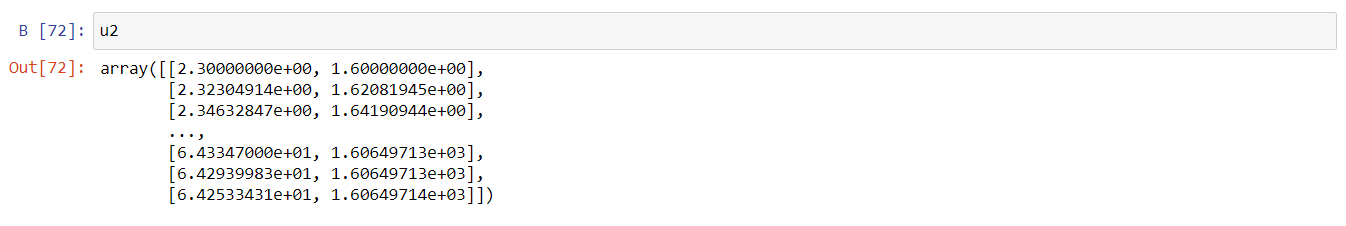 B [72]: u2
Out[72]: array([[2.30000000e+00, 1.60000000e+00],
[2.32304914e+00, 1.62081945e+00],
[2.34632847e+00, 1.64190944e+00],
...,
[6.43347000e+01, 1.60649713e+03],
[6.42939983e+01, 1.60649713e+03],
[6.42533431e+01, 1.60649714e+03]])